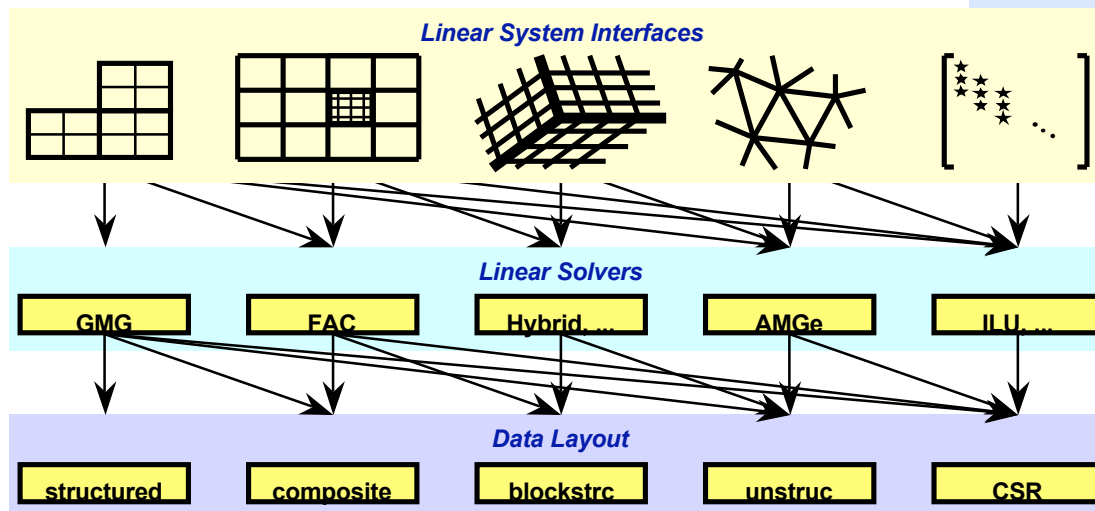 Linear System Interfaces
Linear Solvers
GMG FAC Hybrid, ... AMGe ILU, ...
Data Layout
structured composite blockstrc unstruc CSR